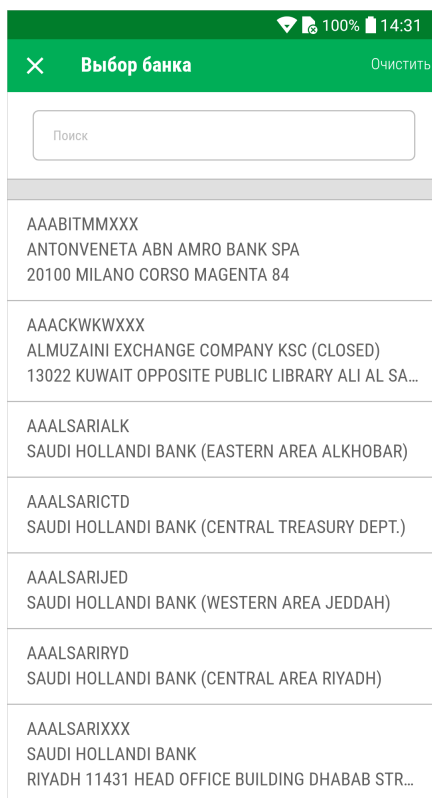 100% 14:31
Выбор банка Очистить
Поиск
AAABITMMXXX
ANTONVENETA ABN AMRO BANK SPA
20100 MILANO CORSO MAGENTA 84
AAACKWKWXXX
ALMUZAINI EXCHANGE COMPANY KSC (CLOSED)
13022 KUWAIT OPPOSITE PUBLIC LIBRARY ALI AL SA...
AAALSARIALK
SAUDI HOLLANDI BANK (EASTERN AREA ALKHOBAR)
AAALSARICTD
SAUDI HOLLANDI BANK (CENTRAL TREASURY DEPT.)
AAALSARIJED
SAUDI HOLLANDI BANK (WESTERN AREA JEDDAH)
AAALSARIRYD
SAUDI HOLLANDI BANK (CENTRAL AREA RIYADH)
AAALSARIXXX
SAUDI HOLLANDI BANK
RIYADH 11431 HEAD OFFICE BUILDING DHABAB STR...